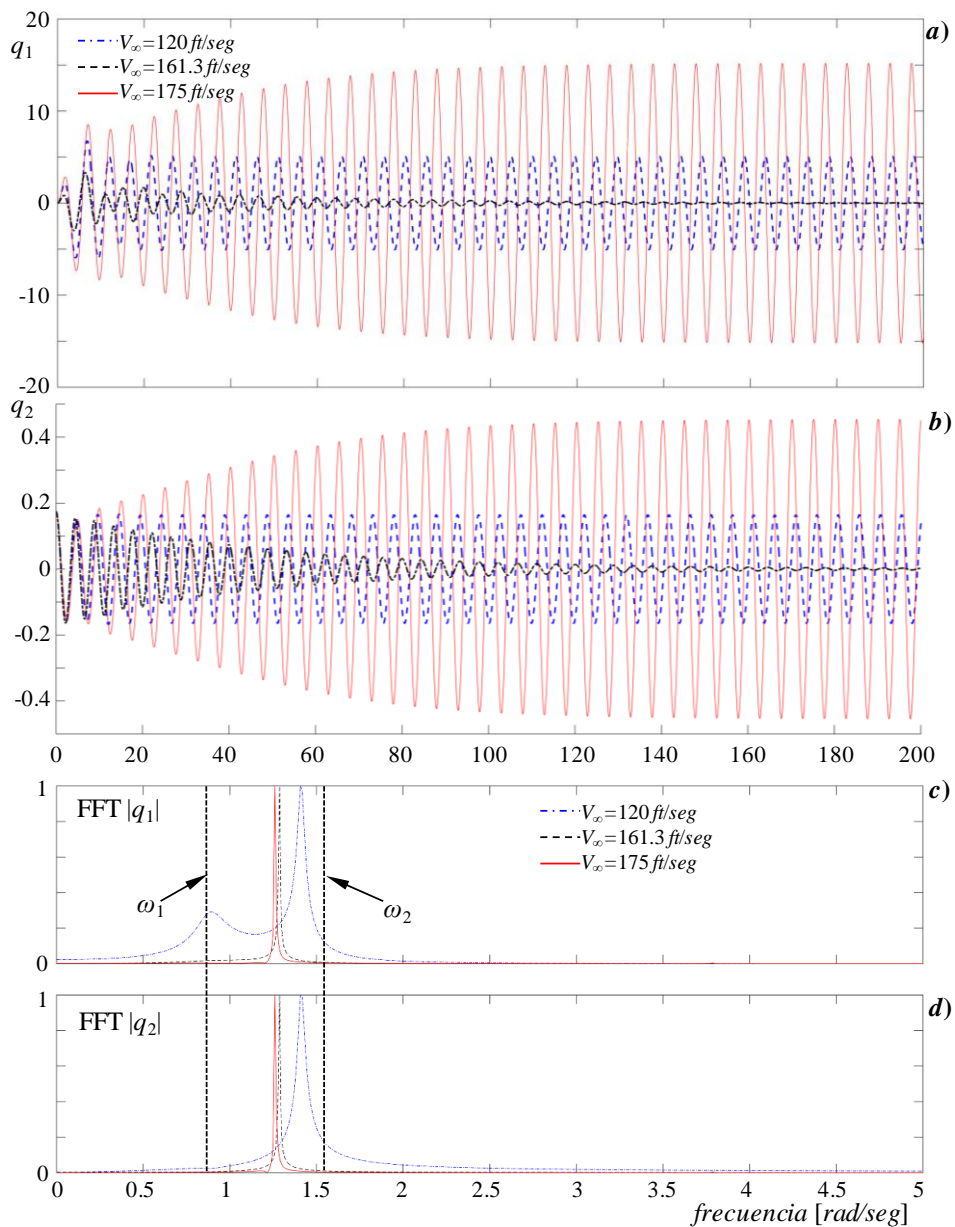 20
a)
q₁
V∞=120 ft/seg
V∞=161.3 ft/seg
V∞=175 ft/seg
10
0
-10
-20
q₂
b)
0.4
0.2
0
-0.2
-0.4
0 20 40 60 80 100 120 140 160 180 200
1
c)
FFT |q₁|
V∞=120 ft/seg
V∞=161.3 ft/seg
V∞=175 ft/seg
ω₁
ω₂
0
1
d)
FFT |q₂|
0
0 0.5 1 1.5 2 2.5 3 3.5 4 4.5 5
frecuencia [rad/seg]